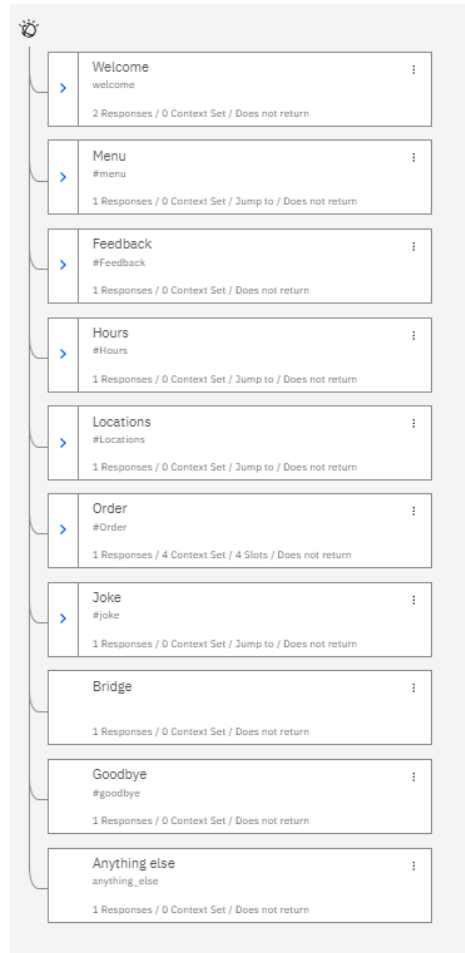 Welcome
welcome
2 Responses / 0 Context Set / Does not return
Menu
#menu
1 Responses / 0 Context Set / Jump to / Does not return
Feedback
#Feedback
1 Responses / 0 Context Set / Does not return
Hours
#Hours
1 Responses / 0 Context Set / Jump to / Does not return
Locations
#Locations
1 Responses / 0 Context Set / Jump to / Does not return
Order
#Order
1 Responses / 4 Context Set / 4 Slots / Does not return
Joke
#joke
1 Responses / 0 Context Set / Jump to / Does not return
Bridge
1 Responses / 0 Context Set / Does not return
Goodbye
#goodbye
1 Responses / 0 Context Set / Does not return
Anything else
anything_else
1 Responses / 0 Context Set / Does not return